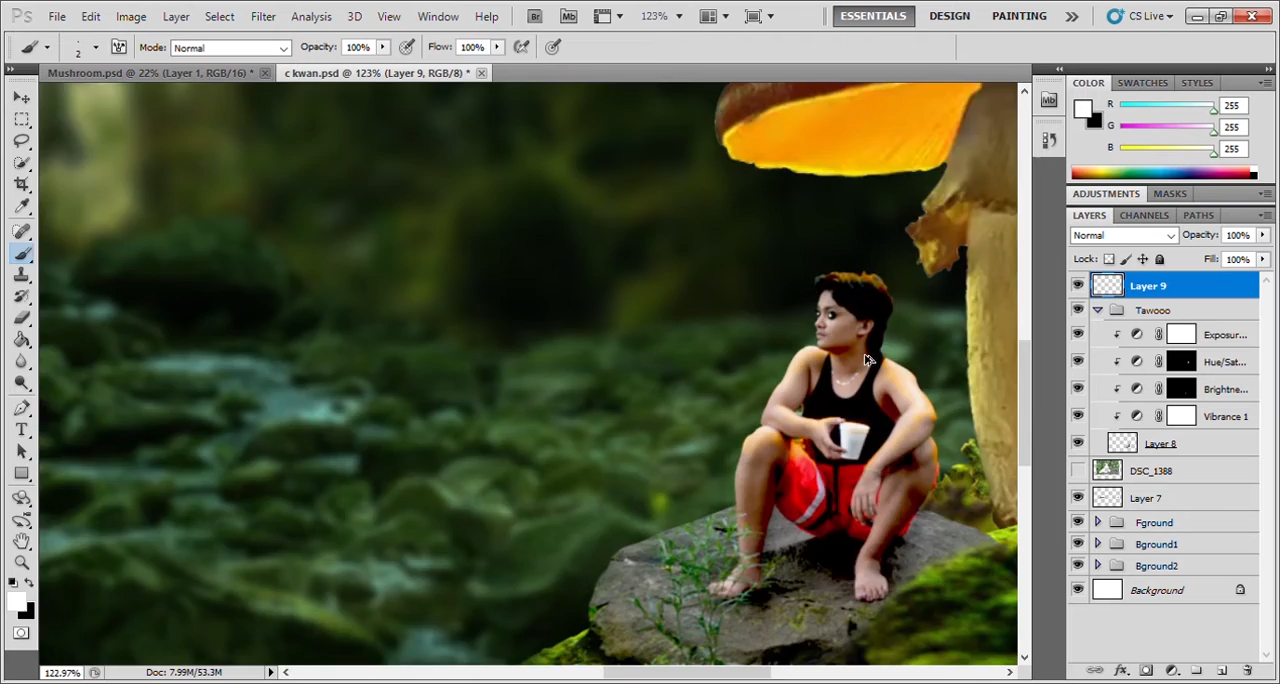 Ps File Edit Image Layer Select Filter Analysis 3D View Window Help Br Mb 123% ESSENTIALS DESIGN PAINTING CS Live
2 Mode: Normal Opacity: 100% Flow: 100%
Mushroom.psd @ 22% (Layer 1, RGB/16) * c kwan.psd @ 123% (Layer 9, RGB/8) *
COLOR SWATCHES STYLES
Mb
R 255
G 255
B 255
ADJUSTMENTS MASKS
LAYERS CHANNELS PATHS
Normal Opacity: 100%
Lock: Fill: 100%
Layer 9
Tawooo
Exposur...
Hue/Sat...
Brightne...
Vibrance 1
Layer 8
DSC_1388
Layer 7
Fground
Bground1
Bground2
Background
122.97% Doc: 7.99M/53.3M